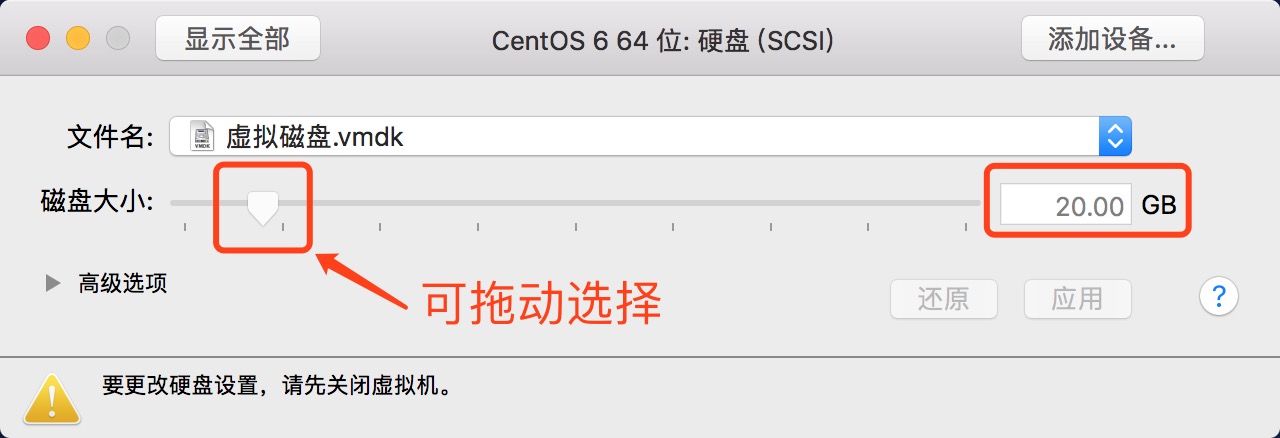 显示全部
CentOS 6 64 位: 硬盘 (SCSI)
添加设备...
文件名:
虚拟磁盘.vmdk
磁盘大小:
20.00 GB
可拖动选择
高级选项
还原
应用
?
要更改硬盘设置，请先关闭虚拟机。